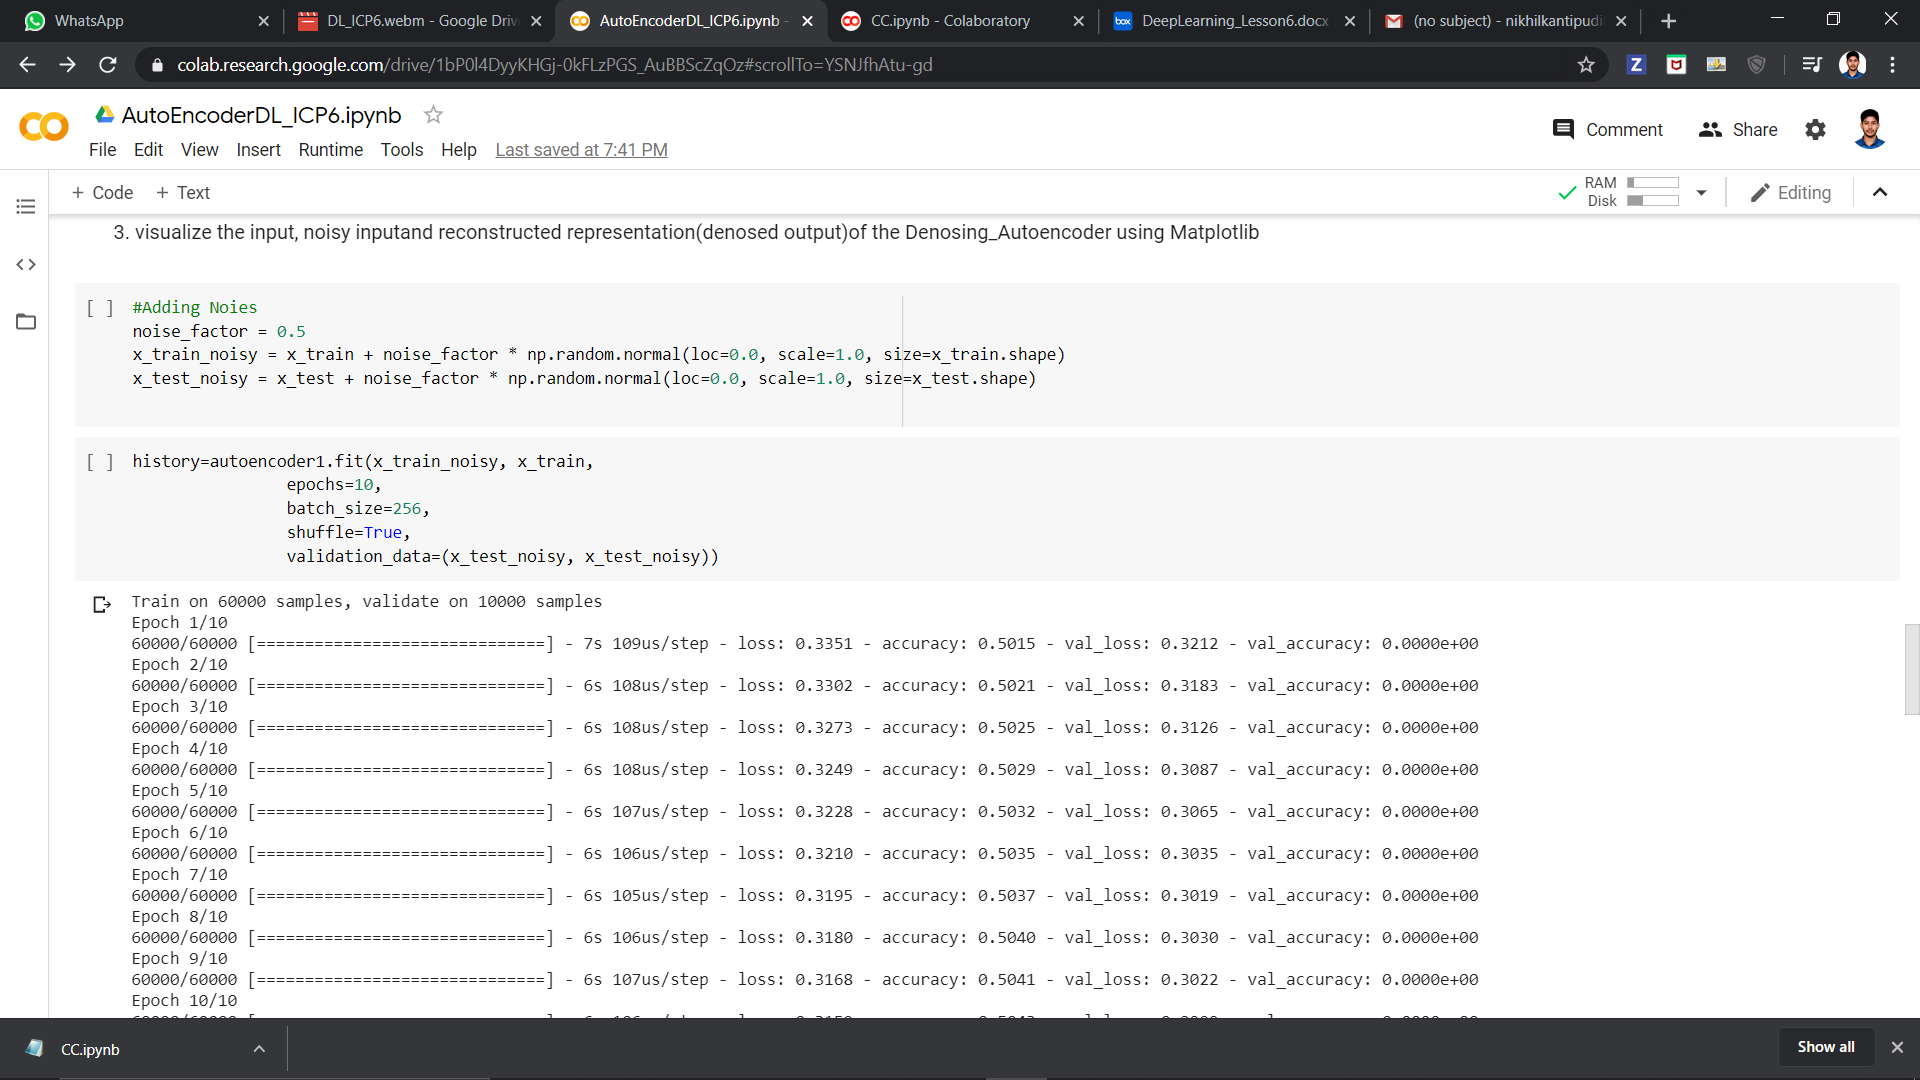 WhatsApp
DL_ICP6.webm - Google Driv
AutoEncoderDL_ICP6.ipynb -
CC.ipynb - Colaboratory
box DeepLearning_Lesson6.docx
(no subject) - nikhilkantipudi
colab.research.google.com/drive/1bP0l4DyyKHGj-0kFLzPGS_AuBBScZqOz#scrollTo=YSNJfhAtu-gd
Z
AutoEncoderDL_ICP6.ipynb
Comment
Share
File Edit View Insert Runtime Tools Help Last saved at 7:41 PM
+ Code + Text
RAM
Disk
Editing
3. visualize the input, noisy inputand reconstructed representation(denosed output)of the Denosing_Autoencoder using Matplotlib
[ ] #Adding Noies
noise_factor = 0.5
x_train_noisy = x_train + noise_factor * np.random.normal(loc=0.0, scale=1.0, size=x_train.shape)
x_test_noisy = x_test + noise_factor * np.random.normal(loc=0.0, scale=1.0, size=x_test.shape)
[ ] history=autoencoder1.fit(x_train_noisy, x_train,
epochs=10,
batch_size=256,
shuffle=True,
validation_data=(x_test_noisy, x_test_noisy))
Train on 60000 samples, validate on 10000 samples
Epoch 1/10
60000/60000 [==============================] - 7s 109us/step - loss: 0.3351 - accuracy: 0.5015 - val_loss: 0.3212 - val_accuracy: 0.0000e+00
Epoch 2/10
60000/60000 [==============================] - 6s 108us/step - loss: 0.3302 - accuracy: 0.5021 - val_loss: 0.3183 - val_accuracy: 0.0000e+00
Epoch 3/10
60000/60000 [==============================] - 6s 108us/step - loss: 0.3273 - accuracy: 0.5025 - val_loss: 0.3126 - val_accuracy: 0.0000e+00
Epoch 4/10
60000/60000 [==============================] - 6s 108us/step - loss: 0.3249 - accuracy: 0.5029 - val_loss: 0.3087 - val_accuracy: 0.0000e+00
Epoch 5/10
60000/60000 [==============================] - 6s 107us/step - loss: 0.3228 - accuracy: 0.5032 - val_loss: 0.3065 - val_accuracy: 0.0000e+00
Epoch 6/10
60000/60000 [==============================] - 6s 106us/step - loss: 0.3210 - accuracy: 0.5035 - val_loss: 0.3035 - val_accuracy: 0.0000e+00
Epoch 7/10
60000/60000 [==============================] - 6s 105us/step - loss: 0.3195 - accuracy: 0.5037 - val_loss: 0.3019 - val_accuracy: 0.0000e+00
Epoch 8/10
60000/60000 [==============================] - 6s 106us/step - loss: 0.3180 - accuracy: 0.5040 - val_loss: 0.3030 - val_accuracy: 0.0000e+00
Epoch 9/10
60000/60000 [==============================] - 6s 107us/step - loss: 0.3168 - accuracy: 0.5041 - val_loss: 0.3022 - val_accuracy: 0.0000e+00
Epoch 10/10
CC.ipynb
Show all